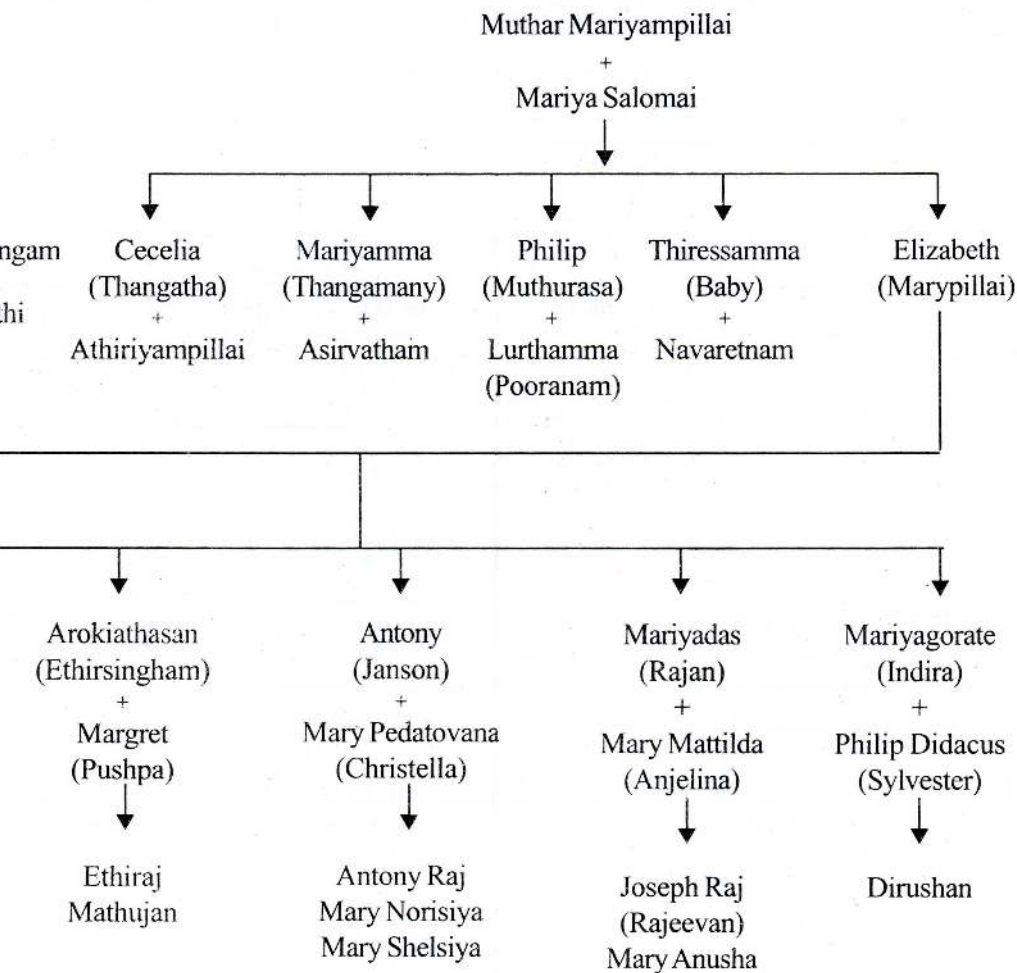 Muthar Mariyampillai
+
Mariya Salomai
ngam
hi
Cecelia
(Thangatha)
+
Athiriyampillai
Mariyamma
(Thangamany)
+
Asirvatham
Philip
(Muthurasa)
+
Lurthamma
(Pooranam)
Thiressamma
(Baby)
+
Navaretnam
Elizabeth
(Marypillai)
Arokiathasan
(Ethirsingham)
+
Margret
(Pushpa)
Ethiraj
Mathujan
Antony
(Janson)
+
Mary Pedatovana
(Christella)
Antony Raj
Mary Norisiya
Mary Shelsiya
Mariyadas
(Rajan)
+
Mary Mattilda
(Anjelina)
Joseph Raj
(Rajeevan)
Mary Anusha
Mariyagorate
(Indira)
+
Philip Didacus
(Sylvester)
Dirushan